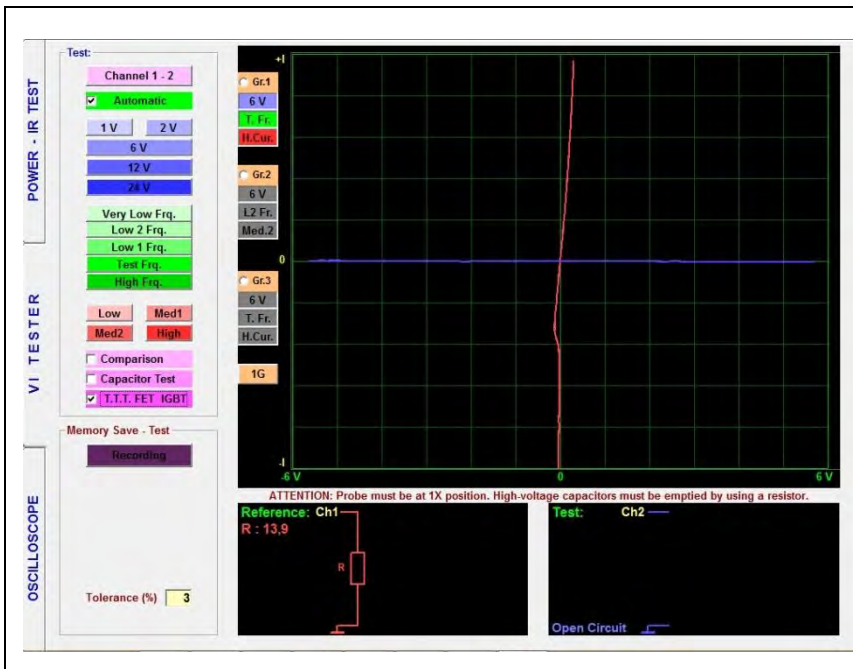 POWER - IR TEST
VI TESTER
OSCILLOSCOPE
Test:
Channel 1 - 2
Automatic
1 V 2 V
6 V
12 V
24 V
Very Low Frq.
Low 2 Frq.
Low 1 Frq.
Test Frq.
High Frq.
Low Med1
Med2 High
Comparison
Capacitor Test
T.T.T. FET IGBT
Memory Save - Test
Recording
Tolerance (%) 3
Gr.1
6 V
T. Fr.
H.Cur.
Gr.2
6 V
L2 Fr.
Med.2
Gr.3
6 V
T. Fr.
H.Cur.
1G
+I
0
-I
-6 V 0 6 V
ATTENTION: Probe must be at 1X position. High-voltage capacitors must be emptied by using a resistor.
Reference: Ch1
R : 13,9
R
Test: Ch2
Open Circuit